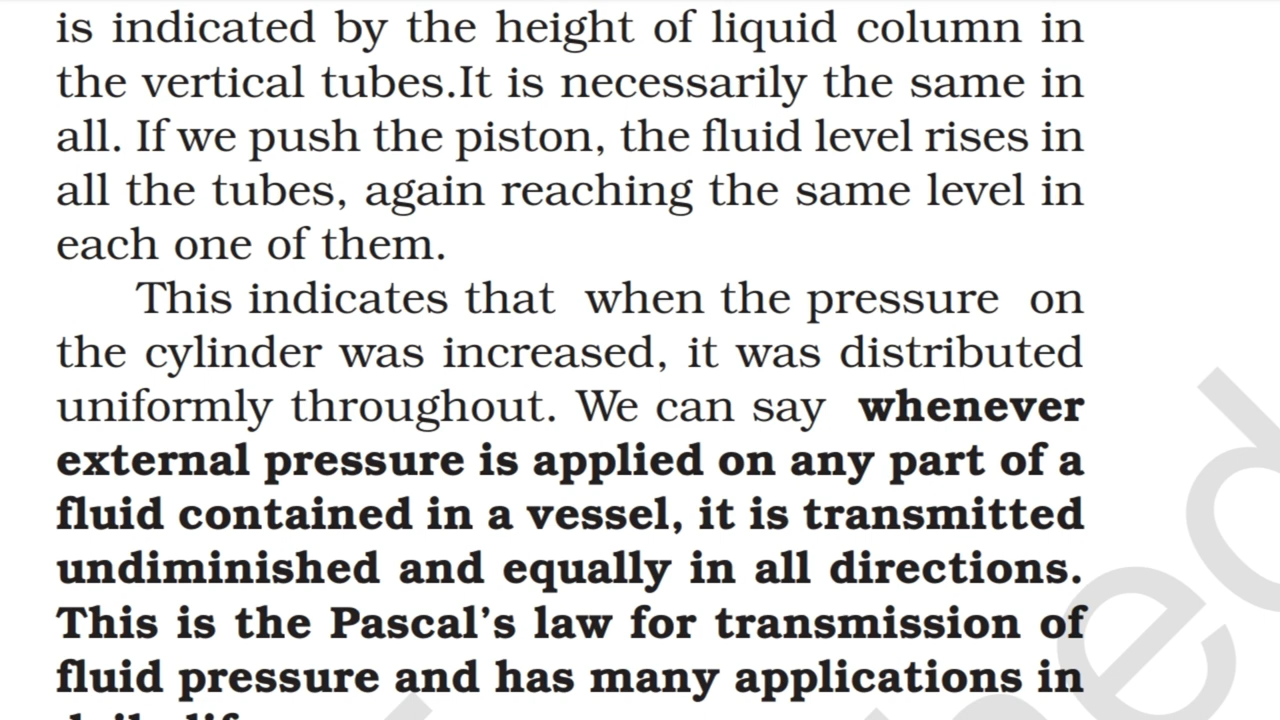 is indicated by the height of liquid column in
the vertical tubes.It is necessarily the same in
all. If we push the piston, the fluid level rises in
all the tubes, again reaching the same level in
each one of them.
This indicates that when the pressure on
the cylinder was increased, it was distributed
uniformly throughout. We can say whenever
external pressure is applied on any part of a
fluid contained in a vessel, it is transmitted
undiminished and equally in all directions.
This is the Pascal's law for transmission of
fluid pressure and has many applications in